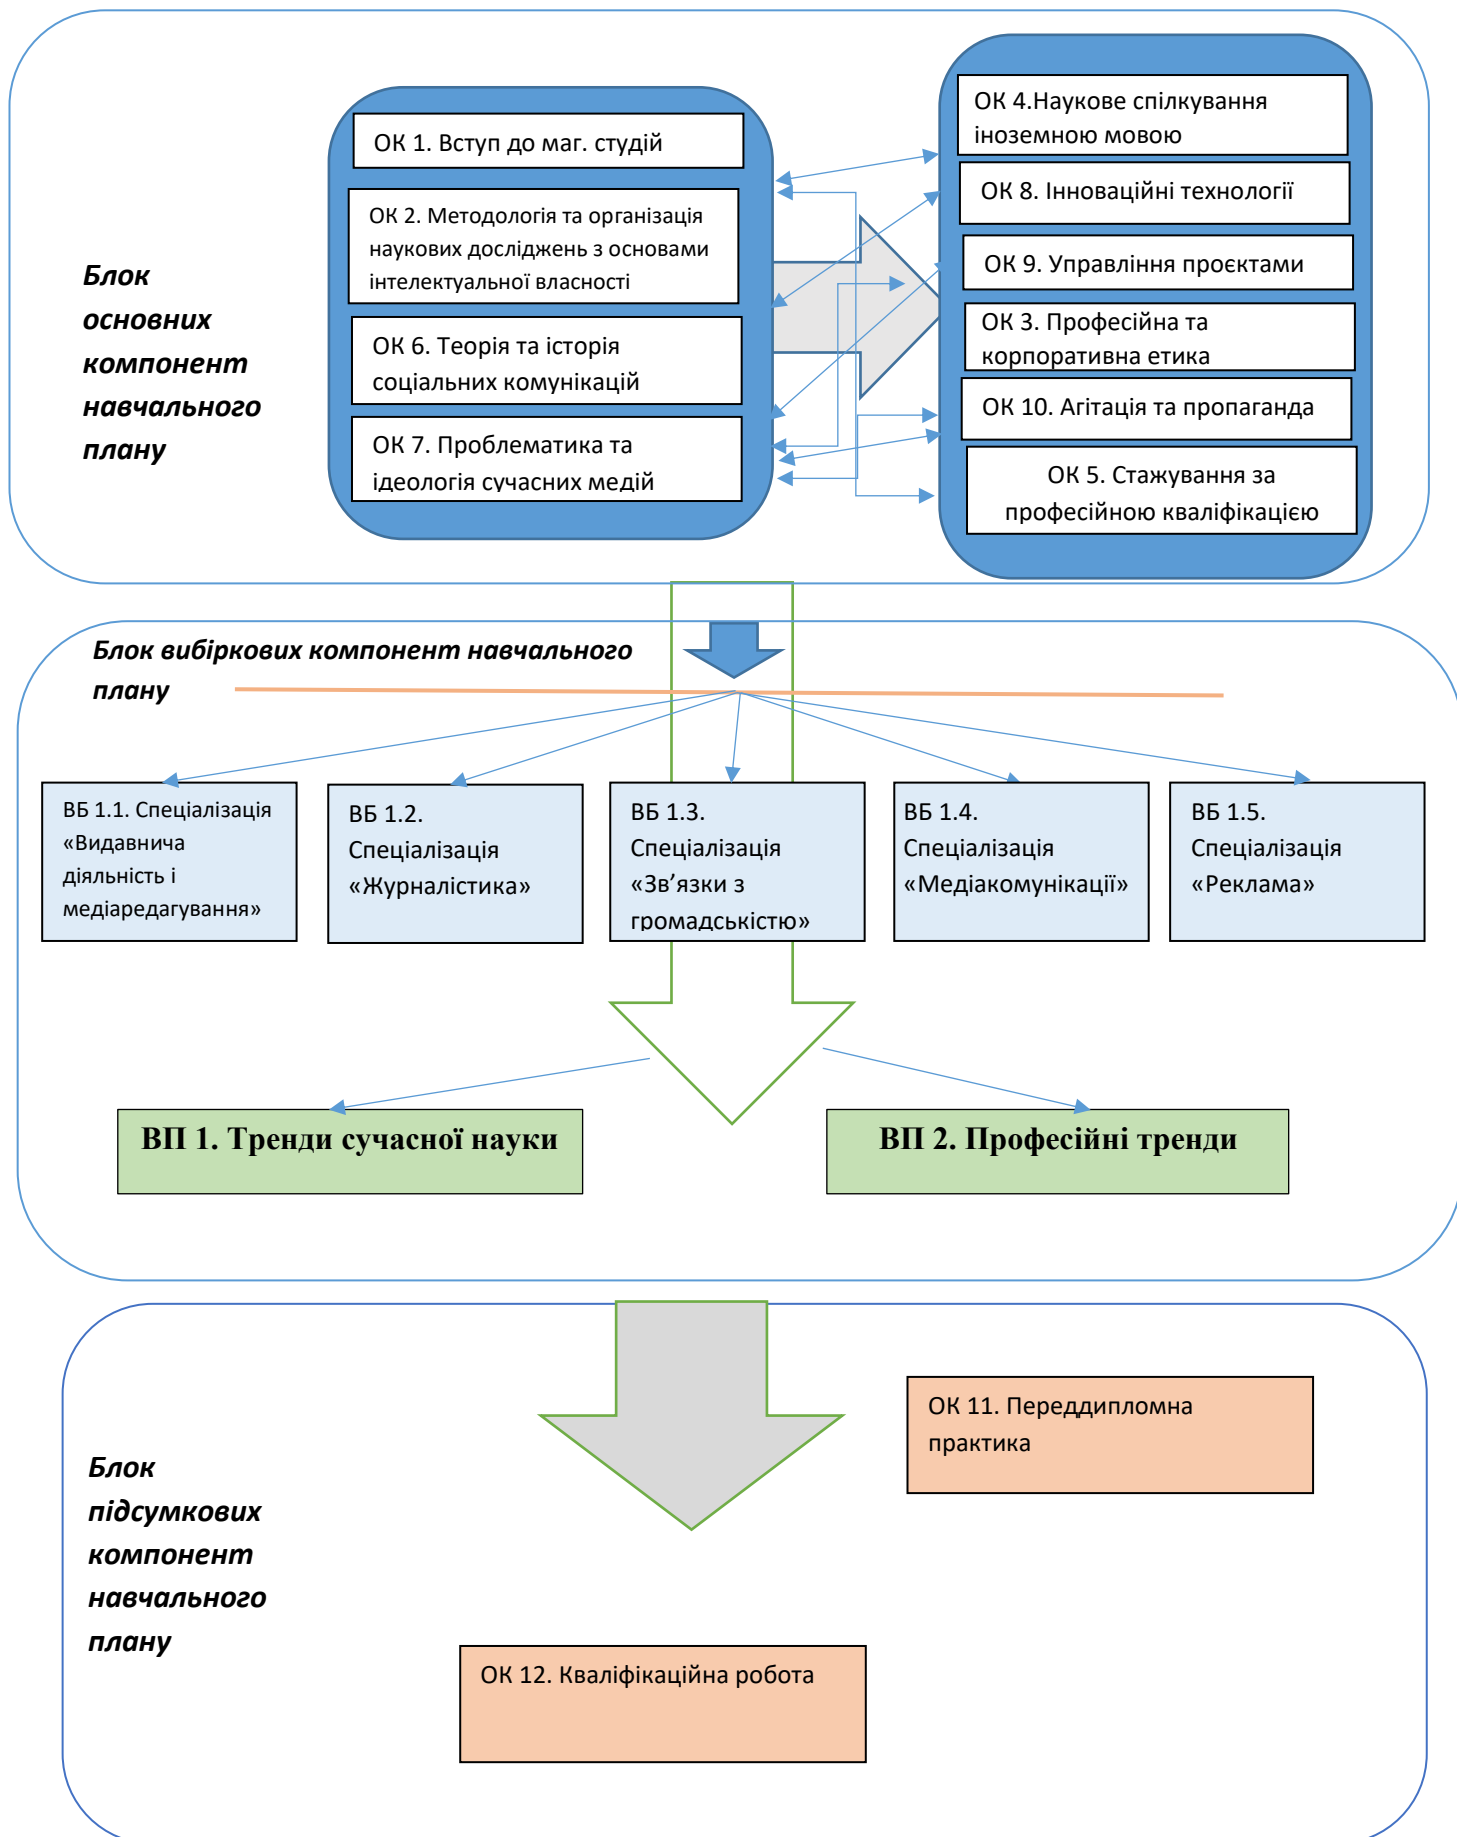 Блок
основних
компонент
навчального
плану
ОК 1. Вступ до маг. студій
ОК 2. Методологія та організація
наукових досліджень з основами
інтелектуальної власності
ОК 6. Теорія та історія
соціальних комунікацій
ОК 7. Проблематика та
ідеологія сучасних медій
ОК 4.Наукове спілкування
іноземною мовою
ОК 8. Інноваційні технології
ОК 9. Управління проєктами
ОК 3. Професійна та
корпоративна етика
ОК 10. Агітація та пропаганда
ОК 5. Стажування за
професійною кваліфікацією
Блок вибіркових компонент навчального
плану
ВБ 1.1. Спеціалізація
«Видавнича
діяльність і
медіаредагування»
ВБ 1.2.
Спеціалізація
«Журналістика»
ВБ 1.3.
Спеціалізація
«Зв’язки з
громадськістю»
ВБ 1.4.
Спеціалізація
«Медіакомунікації»
ВБ 1.5.
Спеціалізація
«Реклама»
ВП 1. Тренди сучасної науки
ВП 2. Професійні тренди
Блок
підсумкових
компонент
навчального
плану
ОК 11. Переддипломна
практика
ОК 12. Кваліфікаційна робота